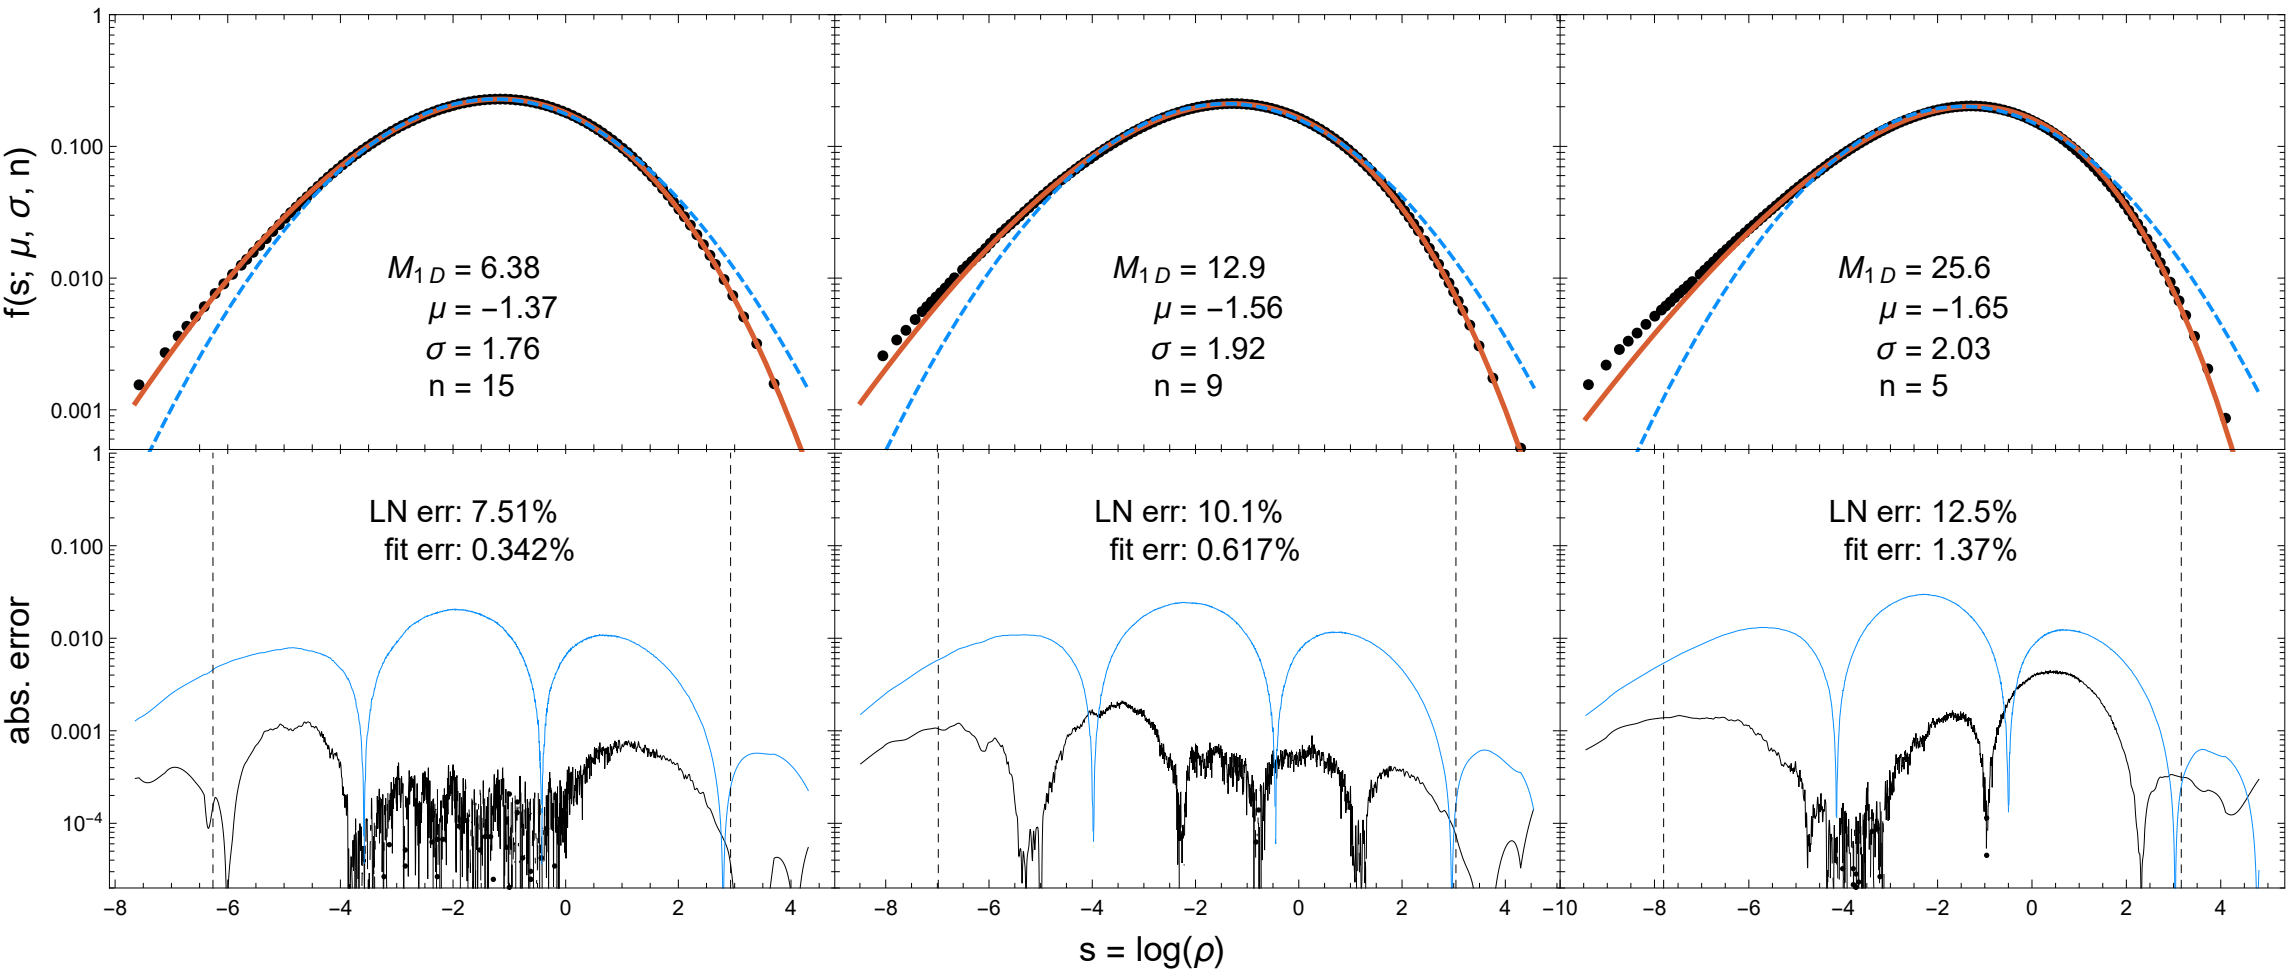 f(s; μ, σ, n)
1
0.100
0.010
0.001
M1 D = 6.38
μ = −1.37
σ = 1.76
n = 15
M1 D = 12.9
μ = −1.56
σ = 1.92
n = 9
M1 D = 25.6
μ = −1.65
σ = 2.03
n = 5
abs. error
1
0.100
0.010
0.001
10−4
LN err: 7.51%
fit err: 0.342%
LN err: 10.1%
fit err: 0.617%
LN err: 12.5%
fit err: 1.37%
−8 −6 −4 −2 0 2 4 −8 −6 −4 −2 0 2 4 −10 −8 −6 −4 −2 0 2 4
s = log(ρ)